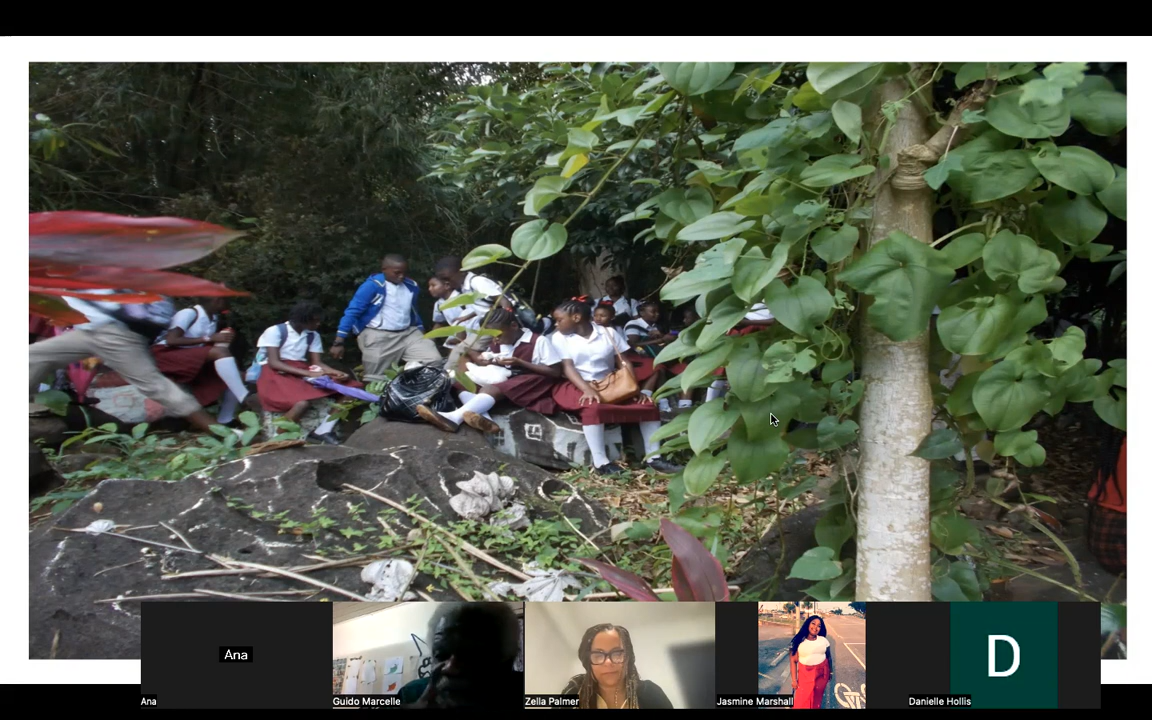 Ana
Ana
Guido Marcelle
Zella Palmer
Jasmine Marshall
D
Danielle Hollis